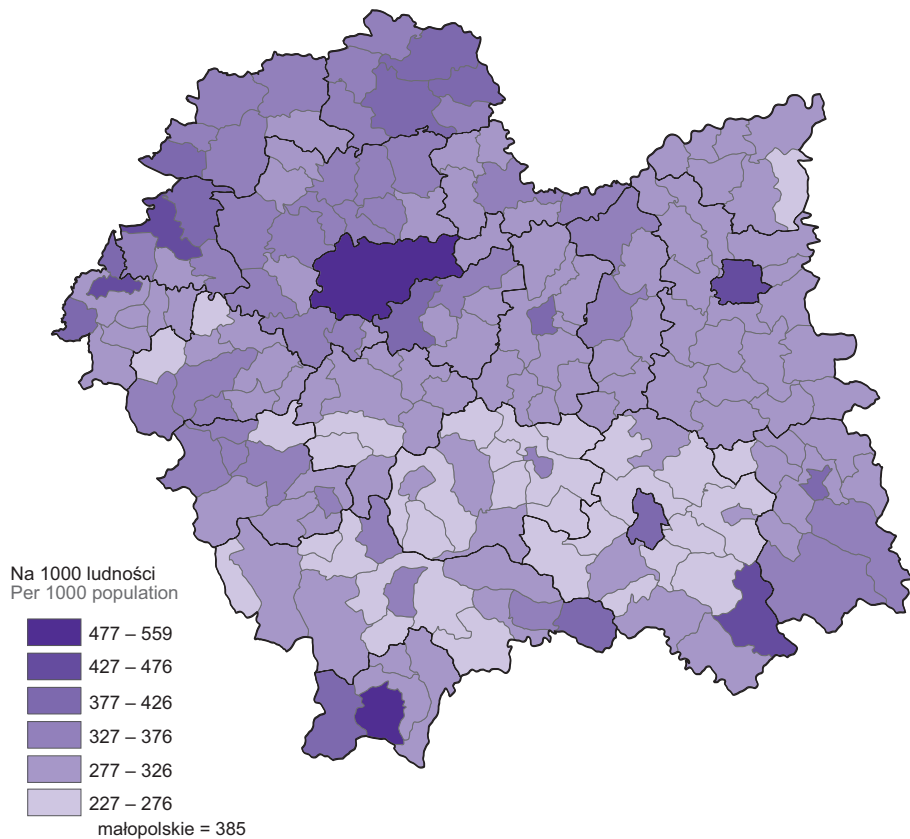 Na 1000 ludności
Per 1000 population
477 – 559
427 – 476
377 – 426
327 – 376
277 – 326
227 – 276
małopolskie = 385